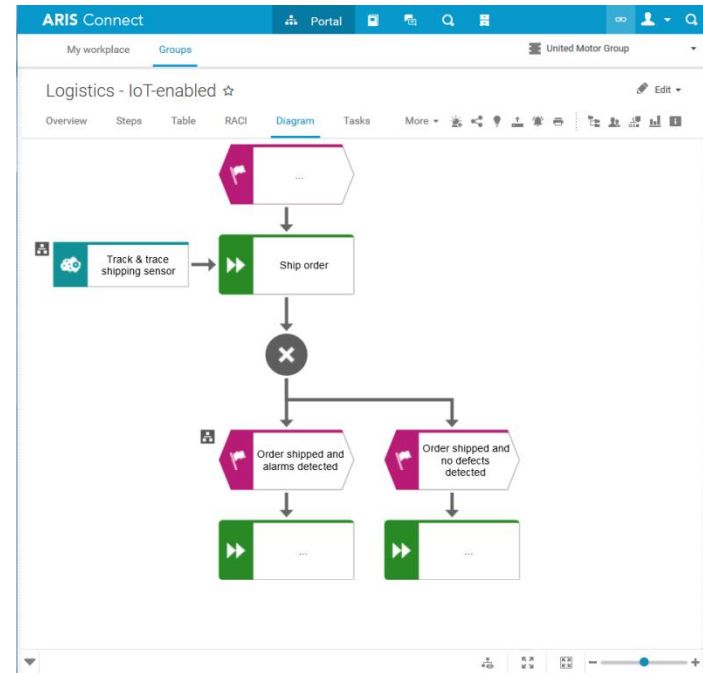 ARIS Connect
Portal
My workplace
Groups
United Motor Group
Logistics - IoT-enabled
Edit
Overview
Steps
Table
RACI
Diagram
Tasks
More
...
Track & trace
shipping sensor
Ship order
Order shipped and
alarms detected
Order shipped and
no defects
detected
...
...